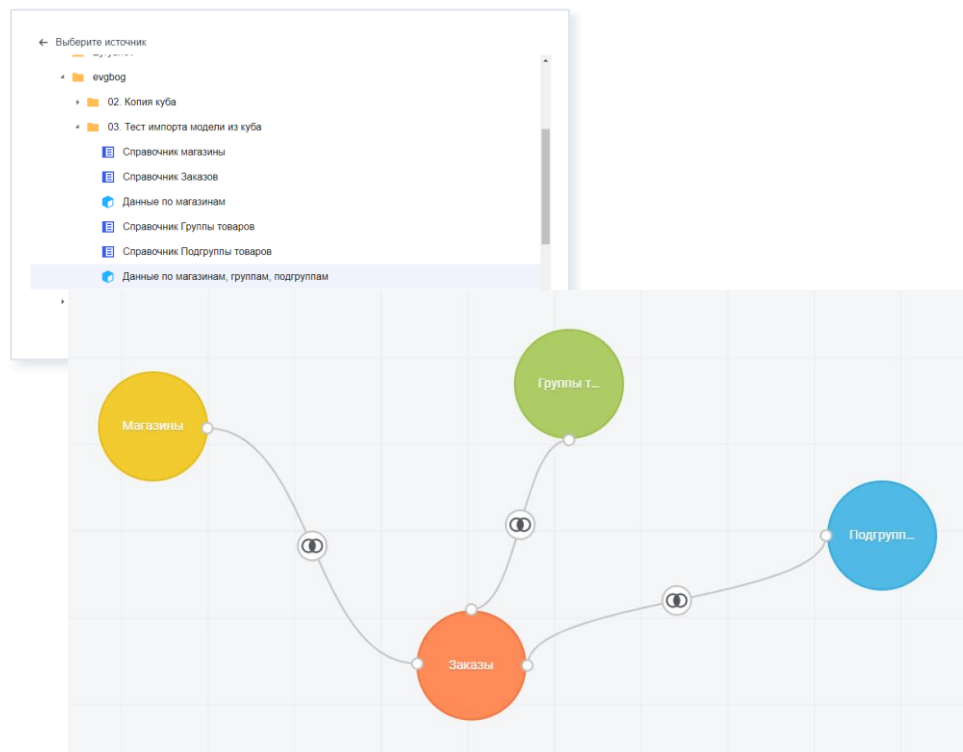 ← Выберите источник
evgbog
02. Копия куба
03. Тест импорта модели из куба
Справочник магазины
Справочник Заказов
Данные по магазинам
Справочник Группы товаров
Справочник Подгруппы товаров
Данные по магазинам, группам, подгруппам
Группы т...
Магазины
Подгрупп...
Заказы